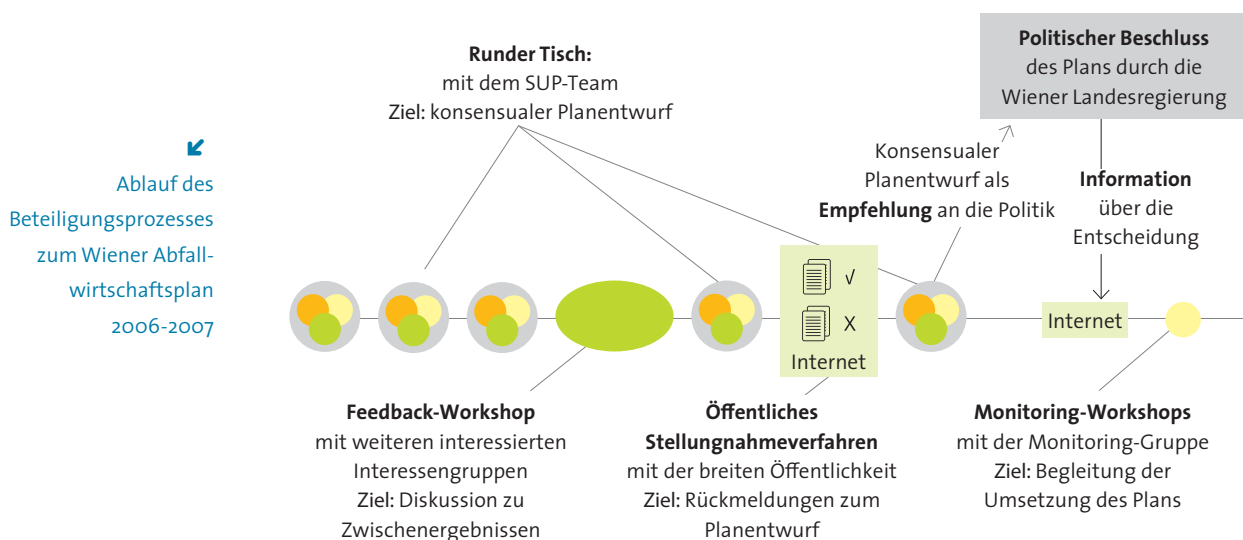 Runder Tisch:
mit dem SUP-Team
Ziel: konsensualer Planentwurf
Politischer Beschluss
des Plans durch die
Wiener Landesregierung
Ablauf des
Beteiligungsprozesses
zum Wiener Abfall-
wirtschaftsplan
2006-2007
Konsensualer
Planentwurf als
Empfehlung an die Politik
Information
über die
Entscheidung
√
X
Internet
Internet
Feedback-Workshop
mit weiteren interessierten
Interessengruppen
Ziel: Diskussion zu
Zwischenergebnissen
Öffentliches
Stellungnahmeverfahren
mit der breiten Öffentlichkeit
Ziel: Rückmeldungen zum
Planentwurf
Monitoring-Workshops
mit der Monitoring-Gruppe
Ziel: Begleitung der
Umsetzung des Plans